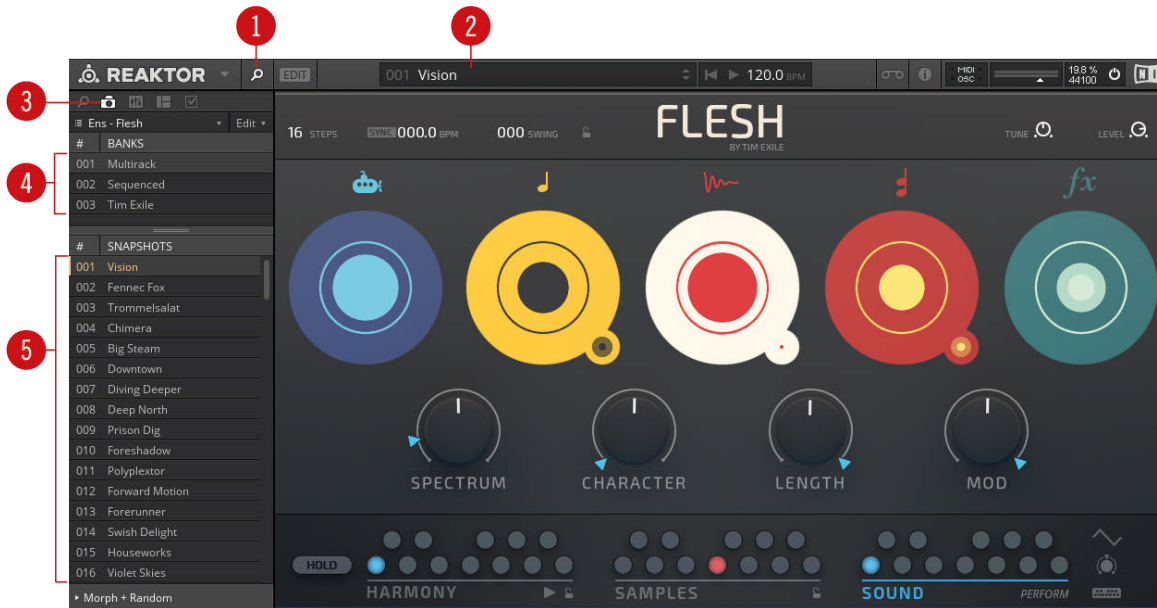 1
2
REAKTOR
EDIT
001 Vision
120.0 BPM
MIDI
OSC
19.8 %
44100
NI
3
Ens - Flesh
Edit
16 STEPS
SYNC 000.0 BPM
000 SWING
FLESH
BY TIM EXILE
TUNE
LEVEL
# BANKS
4
001 Multirack
002 Sequenced
003 Tim Exile
fx
# SNAPSHOTS
5
001 Vision
002 Fennec Fox
003 Trommelsalat
004 Chimera
005 Big Steam
006 Downtown
007 Diving Deeper
008 Deep North
009 Prison Dig
010 Foreshadow
011 Polyplextor
012 Forward Motion
013 Forerunner
014 Swish Delight
015 Houseworks
016 Violet Skies
SPECTRUM
CHARACTER
LENGTH
MOD
HOLD
HARMONY
SAMPLES
SOUND
PERFORM
Morph + Random